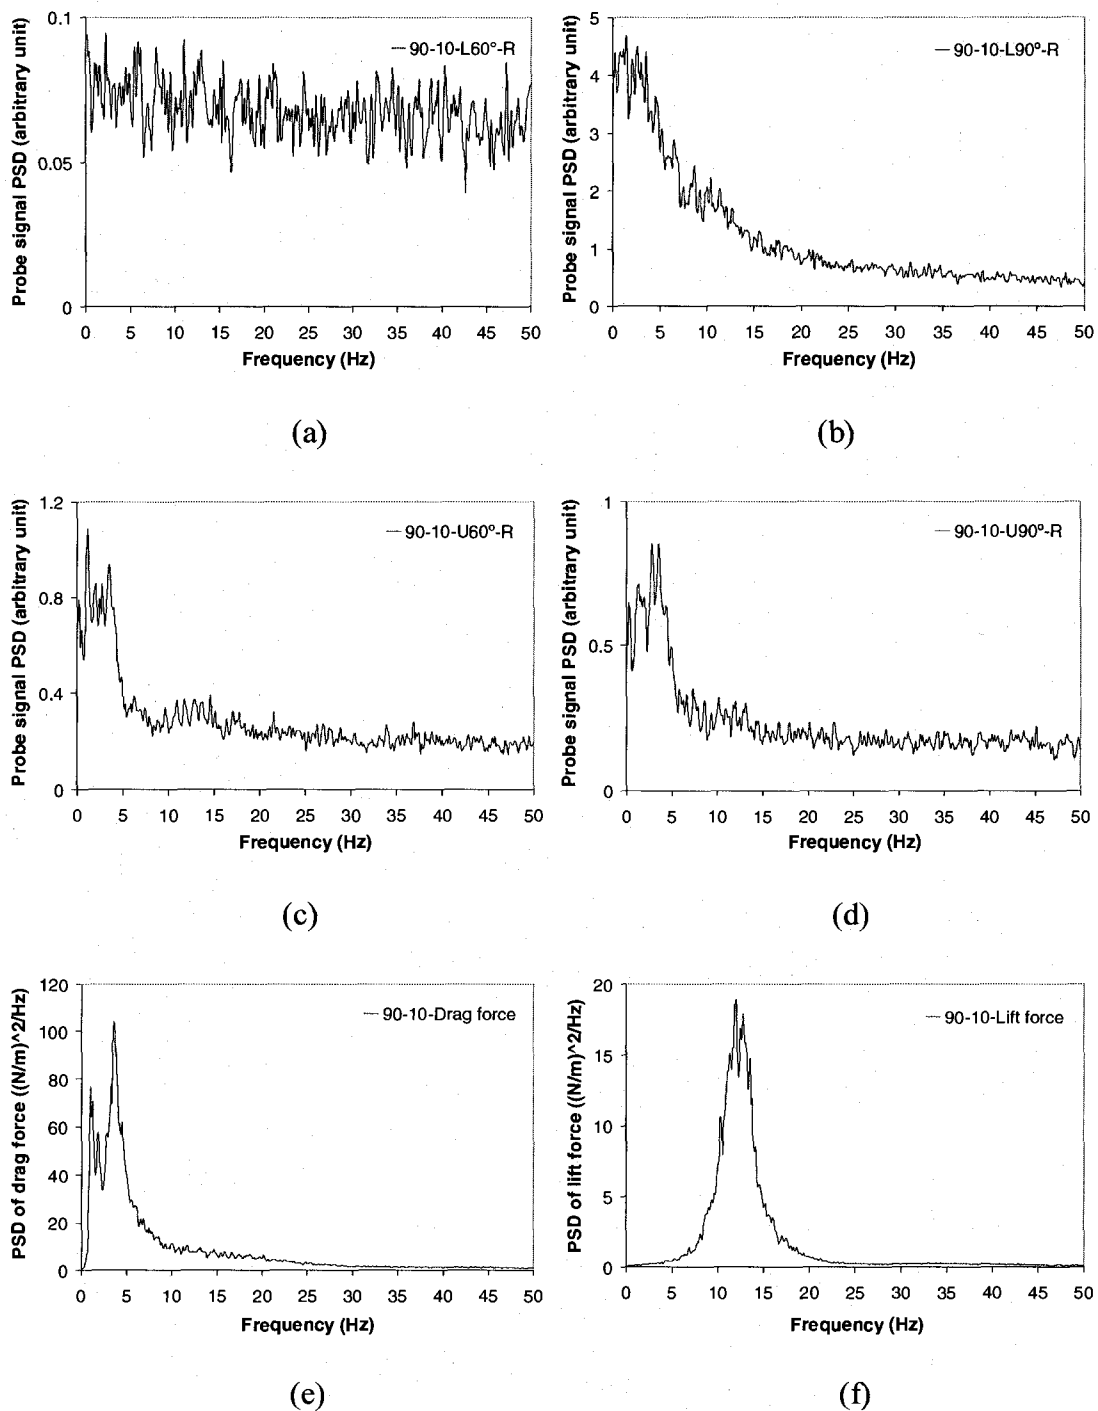 Probe signal PSD (arbitrary unit)
0.1
0.05
0
90-10-L60°-R
0 5 10 15 20 25 30 35 40 45 50
Frequency (Hz)
(a)
Probe signal PSD (arbitrary unit)
5
4
3
2
1
0
90-10-L90°-R
0 5 10 15 20 25 30 35 40 45 50
Frequency (Hz)
(b)
Probe signal PSD (arbitrary unit)
1.2
0.8
0.4
0
90-10-U60°-R
0 5 10 15 20 25 30 35 40 45 50
Frequency (Hz)
(c)
Probe signal PSD (arbitrary unit)
1
0.5
0
90-10-U90°-R
0 5 10 15 20 25 30 35 40 45 50
Frequency (Hz)
(d)
PSD of drag force ((N/m)^2/Hz)
120
100
80
60
40
20
0
90-10-Drag force
0 5 10 15 20 25 30 35 40 45 50
Frequency (Hz)
(e)
PSD of lift force ((N/m)^2/Hz)
20
15
10
5
0
90-10-Lift force
0 5 10 15 20 25 30 35 40 45 50
Frequency (Hz)
(f)